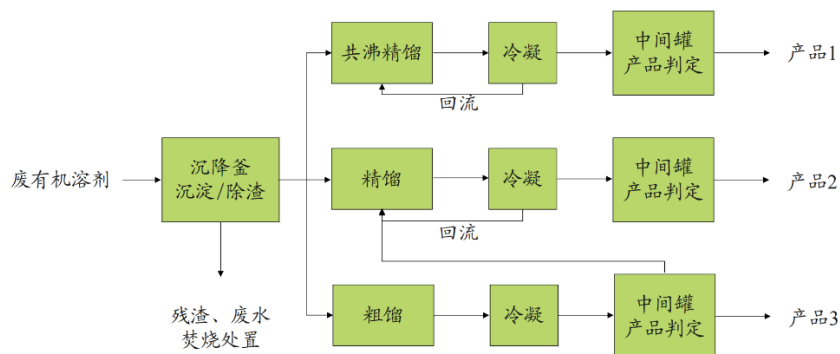 共沸精馏
冷凝
中间罐
产品判定
产品1
回流
废有机溶剂
沉降釜
沉淀/除渣
精馏
冷凝
中间罐
产品判定
产品2
回流
残渣、废水
焚烧处置
粗馏
冷凝
中间罐
产品判定
产品3